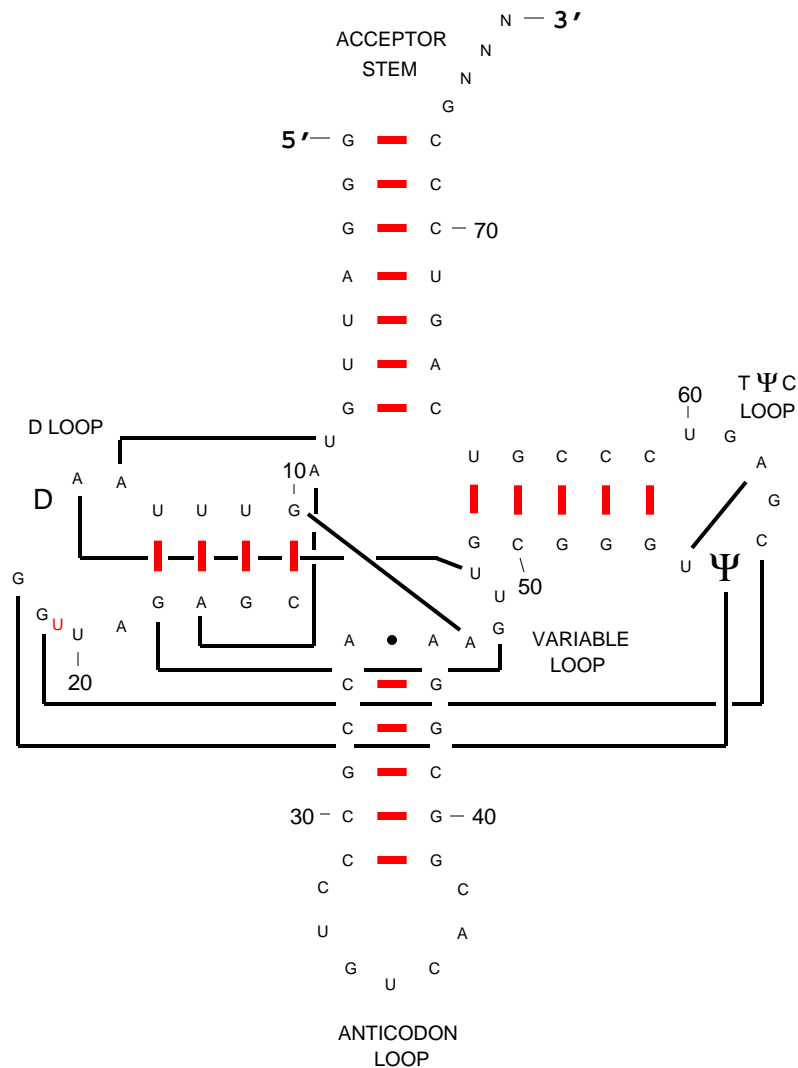 N 3′
ACCEPTOR
STEM
N
N
G
5′ G C
G C
G C 70
A U
U G
U A
G C
60
T Ψ C
LOOP
D LOOP
U
U G
A A
D
10 A
U G C C C
A
U U U G
G
G C G G G U Ψ C
G
U 50
G A G C
U
G U U A
A • A A G
VARIABLE
LOOP
20
C G
C G
G C
30 C G 40
C G
C C
U A
G C
U
ANTICODON
LOOP